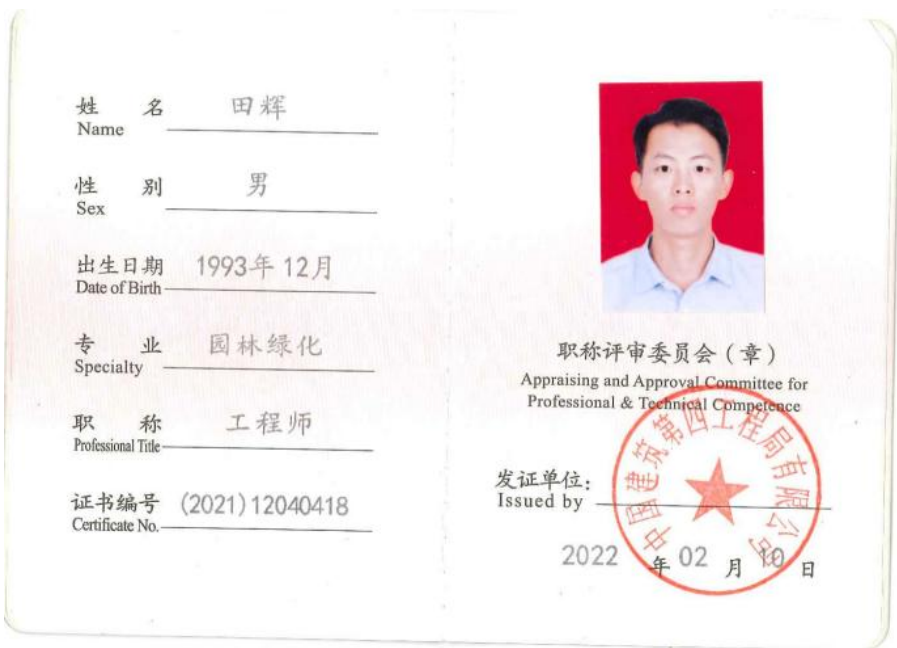 姓 名 田辉
Name
性 别 男
Sex
出生日期 1993年12月
Date of Birth
专 业 园林绿化
Specialty
职 称 工程师
Professional Title
证书编号 (2021)12040418
Certificate No.
职称评审委员会（章）
Appraising and Approval Committee for
Professional & Technical Competence
中国建筑第四工程局有限公司
发证单位：
Issued by
2022 年 02 月 10 日